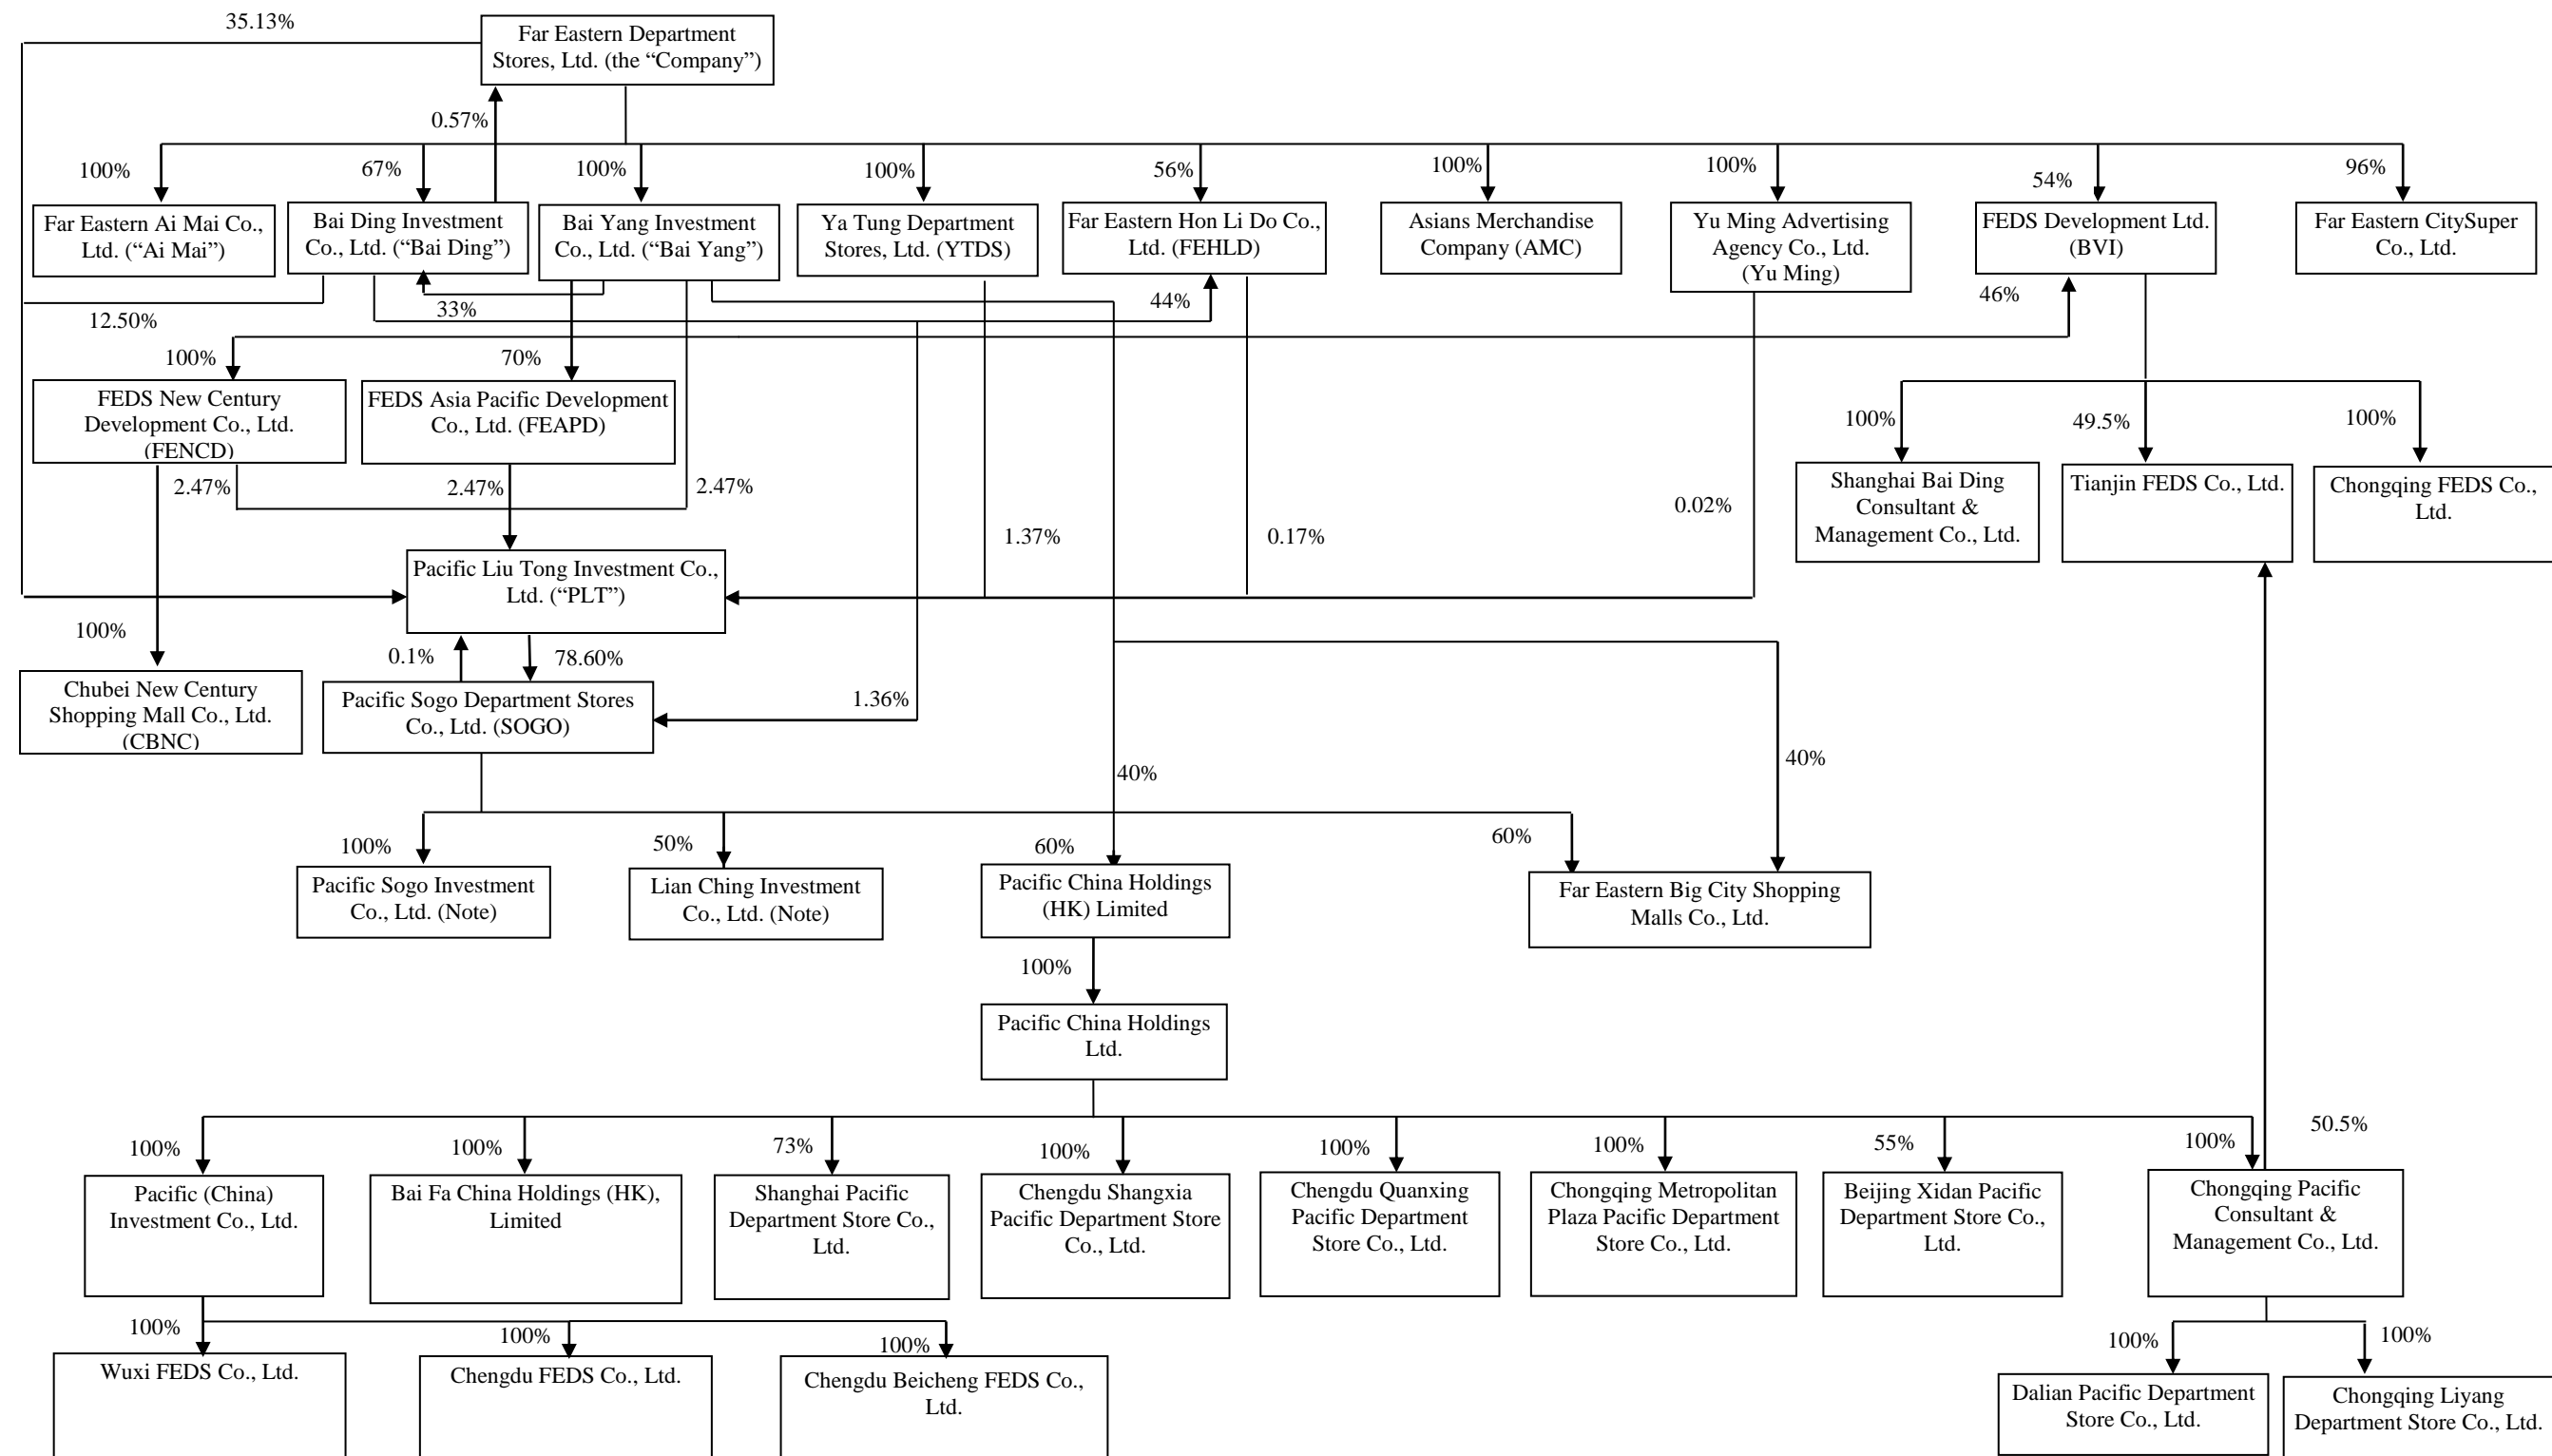 35.13%
Far Eastern Department
Stores, Ltd. (the “Company”)
0.57%
100%
67%
100%
100%
56%
100%
100%
54%
96%
Far Eastern Ai Mai Co.,
Ltd. (“Ai Mai”)
Bai Ding Investment
Co., Ltd. (“Bai Ding”)
Bai Yang Investment
Co., Ltd. (“Bai Yang”)
Ya Tung Department
Stores, Ltd. (YTDS)
Far Eastern Hon Li Do Co.,
Ltd. (FEHLD)
Asians Merchandise
Company (AMC)
Yu Ming Advertising
Agency Co., Ltd.
(Yu Ming)
FEDS Development Ltd.
(BVI)
Far Eastern CitySuper
Co., Ltd.
12.50%
33%
44%
46%
100%
70%
FEDS New Century
Development Co., Ltd.
(FENCD)
FEDS Asia Pacific Development
Co., Ltd. (FEAPD)
100%
49.5%
100%
2.47%
2.47%
2.47%
Shanghai Bai Ding
Consultant &
Management Co., Ltd.
Tianjin FEDS Co., Ltd.
Chongqing FEDS Co.,
Ltd.
1.37%
0.17%
0.02%
Pacific Liu Tong Investment Co.,
Ltd. (“PLT”)
100%
0.1%
78.60%
Chubei New Century
Shopping Mall Co., Ltd.
(CBNC)
Pacific Sogo Department Stores
Co., Ltd. (SOGO)
1.36%
40%
40%
100%
50%
60%
60%
Pacific Sogo Investment
Co., Ltd. (Note)
Lian Ching Investment
Co., Ltd. (Note)
Pacific China Holdings
(HK) Limited
Far Eastern Big City Shopping
Malls Co., Ltd.
100%
Pacific China Holdings
Ltd.
100%
100%
73%
100%
100%
100%
55%
100%
50.5%
Pacific (China)
Investment Co., Ltd.
Bai Fa China Holdings (HK),
Limited
Shanghai Pacific
Department Store Co.,
Ltd.
Chengdu Shangxia
Pacific Department Store
Co., Ltd.
Chengdu Quanxing
Pacific Department
Store Co., Ltd.
Chongqing Metropolitan
Plaza Pacific Department
Store Co., Ltd.
Beijing Xidan Pacific
Department Store Co.,
Ltd.
Chongqing Pacific
Consultant &
Management Co., Ltd.
100%
100%
100%
100%
100%
Wuxi FEDS Co., Ltd.
Chengdu FEDS Co., Ltd.
Chengdu Beicheng FEDS Co.,
Ltd.
Dalian Pacific Department
Store Co., Ltd.
Chongqing Liyang
Department Store Co., Ltd.